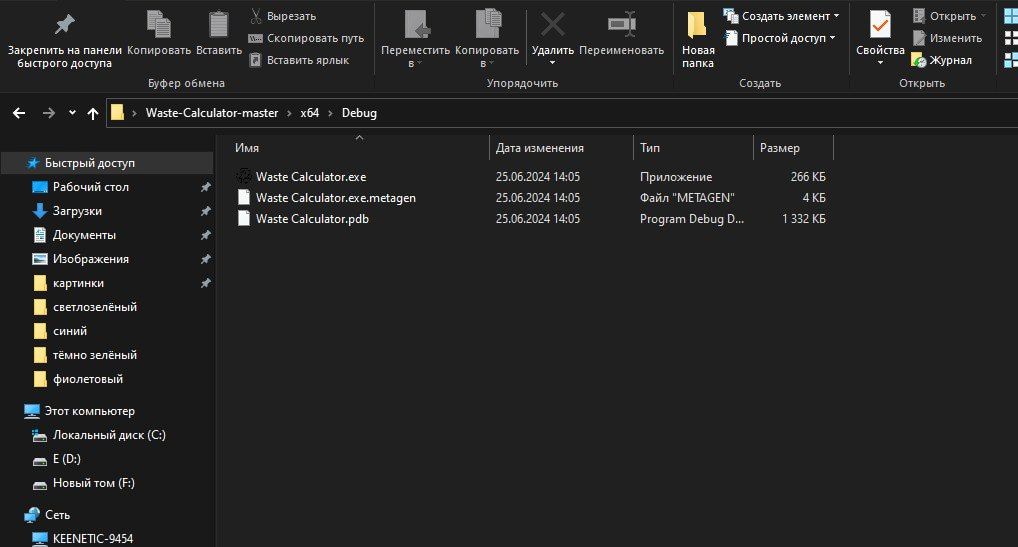 Закрепить на панели
быстрого доступа
Копировать
Вставить
Вырезать
Скопировать путь
Вставить ярлык
Буфер обмена
Переместить
в
Копировать
в
Удалить
Переименовать
Упорядочить
Новая
папка
Создать элемент
Простой доступ
Создать
Свойства
Открыть
Изменить
Журнал
Открыть
Waste-Calculator-master x64 Debug
Имя Дата изменения Тип Размер
Waste Calculator.exe 25.06.2024 14:05 Приложение 266 КБ
Waste Calculator.exe.metagen 25.06.2024 14:05 Файл "METAGEN" 4 КБ
Waste Calculator.pdb 25.06.2024 14:05 Program Debug D... 1 332 КБ
Быстрый доступ
Рабочий стол
Загрузки
Документы
Изображения
картинки
светлозелёный
синий
тёмно зелёный
фиолетовый
Этот компьютер
Локальный диск (C:)
E (D:)
Новый том (F:)
Сеть
KEENETIC-9454